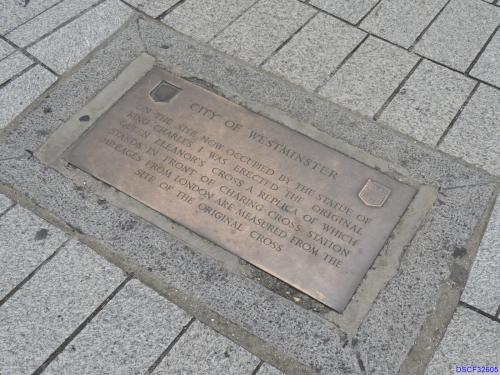 CITY OF WESTMINSTER
ON THE SITE NOW OCCUPIED BY THE STATUE OF
KING CHARLES I WAS ERECTED THE ORIGINAL
QUEEN ELEANOR'S CROSS A REPLICA OF WHICH
STANDS IN FRONT OF CHARING CROSS STATION
MILEAGES FROM LONDON ARE MEASURED FROM THE
SITE OF THE ORIGINAL CROSS
DSCF32605